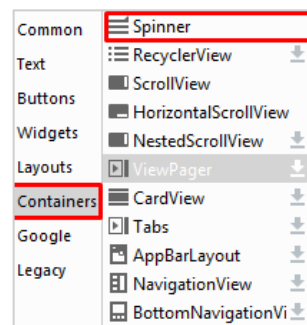 Common
Text
Buttons
Widgets
Layouts
Containers
Google
Legacy
Spinner
RecyclerView
ScrollView
HorizontalScrollView
NestedScrollView
ViewPager
CardView
Tabs
AppBarLayout
NavigationView
BottomNavigationVi